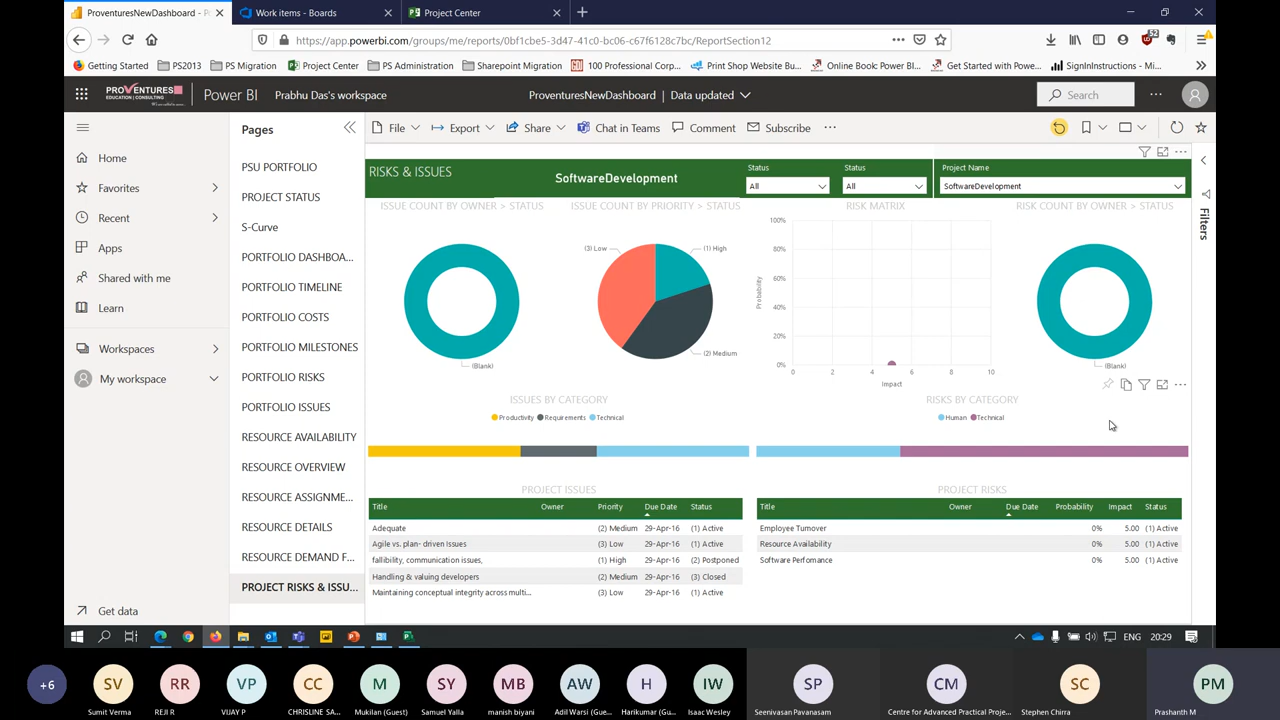 ProventuresNewDashboard - P
Work items - Boards
Project Center
https://app.powerbi.com/groups/me/reports/0bf1cbe5-3d47-41c0-bc06-c67f6128c7bc/ReportSection12
52
Getting Started
PS2013
PS Migration
Project Center
PS Administration
Sharepoint Migration
100 Professional Corp...
Print Shop Website Bu...
Online Book: Power BI...
Get Started with Powe...
SignInInstructions - Mi...
PROVENTURES
EDUCATION | CONSULTING
Power BI
Prabhu Das's workspace
ProventuresNewDashboard | Data updated
Search
Pages
File
Export
Share
Chat in Teams
Comment
Subscribe
Home
Favorites
Recent
Apps
Shared with me
Learn
Workspaces
My workspace
Get data
PSU PORTFOLIO
PROJECT STATUS
S-Curve
PORTFOLIO DASHBOA...
PORTFOLIO TIMELINE
PORTFOLIO COSTS
PORTFOLIO MILESTONES
PORTFOLIO RISKS
PORTFOLIO ISSUES
RESOURCE AVAILABILITY
RESOURCE OVERVIEW
RESOURCE ASSIGNME...
RESOURCE DETAILS
RESOURCE DEMAND F...
PROJECT RISKS & ISSU...
RISKS & ISSUES
SoftwareDevelopment
Status
All
Status
All
Project Name
SoftwareDevelopment
Filters
ISSUE COUNT BY OWNER > STATUS
(Blank)
ISSUE COUNT BY PRIORITY > STATUS
(3) Low
(1) High
(2) Medium
RISK MATRIX
100%
80%
60%
40%
20%
0%
Probability
0 2 4 6 8 10
Impact
RISK COUNT BY OWNER > STATUS
(Blank)
ISSUES BY CATEGORY
Productivity Requirements Technical
RISKS BY CATEGORY
Human Technical
PROJECT ISSUES
Title Owner Priority Due Date Status
Adequate (2) Medium 29-Apr-16 (1) Active
Agile vs. plan- driven Issues (3) Low 29-Apr-16 (1) Active
fallibility, communication issues, (1) High 29-Apr-16 (2) Postponed
Handling & valuing developers (2) Medium 29-Apr-16 (3) Closed
Maintaining conceptual integrity across multi... (3) Low 29-Apr-16 (1) Active
PROJECT RISKS
Title Owner Due Date Probability Impact Status
Employee Turnover 0% 5.00 (1) Active
Resource Availability 0% 5.00 (1) Active
Software Perfomance 0% 5.00 (1) Active
ENG
20:29
+6
SV
Sumit Verma
RR
REJI R
VP
VIJAY P
CC
CHRISLINE SA...
M
Mukilan (Guest)
SY
Samuel Yalla
MB
manish biyani
AW
Adil Warsi (Gue...
H
Harikumar (Gue...
IW
Isaac Wesley
SP
Seenivasan Pavanasam
CM
Centre for Advanced Practical Proje...
SC
Stephen Chirra
PM
Prashanth M